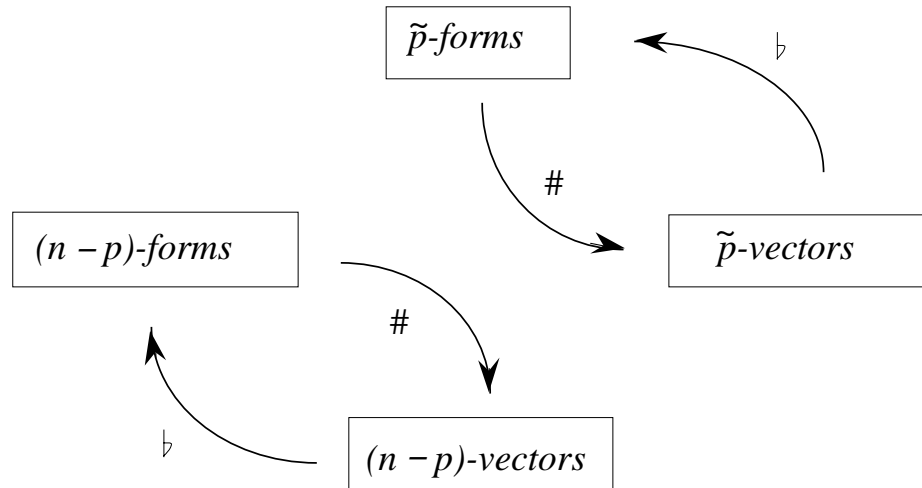 p̃-forms
♭
#
(n − p)-forms
p̃-vectors
#
♭
(n − p)-vectors